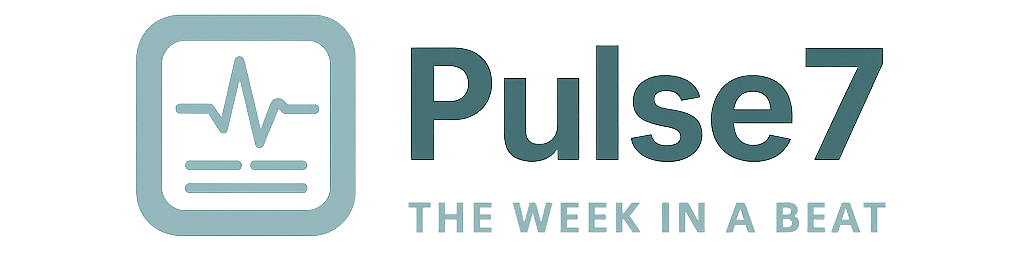 Pulse7
THE WEEK IN A BEAT